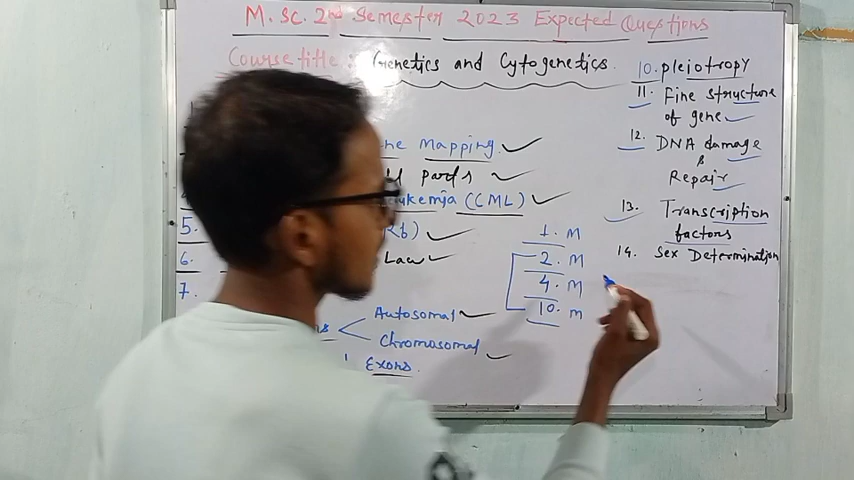 M.Sc. 2nd Semester 2023 Expected Questions
Course title : Genetics and Cytogenetics.
Mapping.
parts
(CML)
5.
6. Law
7.
Autosomal
Chromosomal
Exons.
1. M
2. M
4. M
10. m
10. pleiotropy
11. Fine structure
of gene
12. DNA damage
&
Repair
13. Transcription
factors
14. Sex Determination